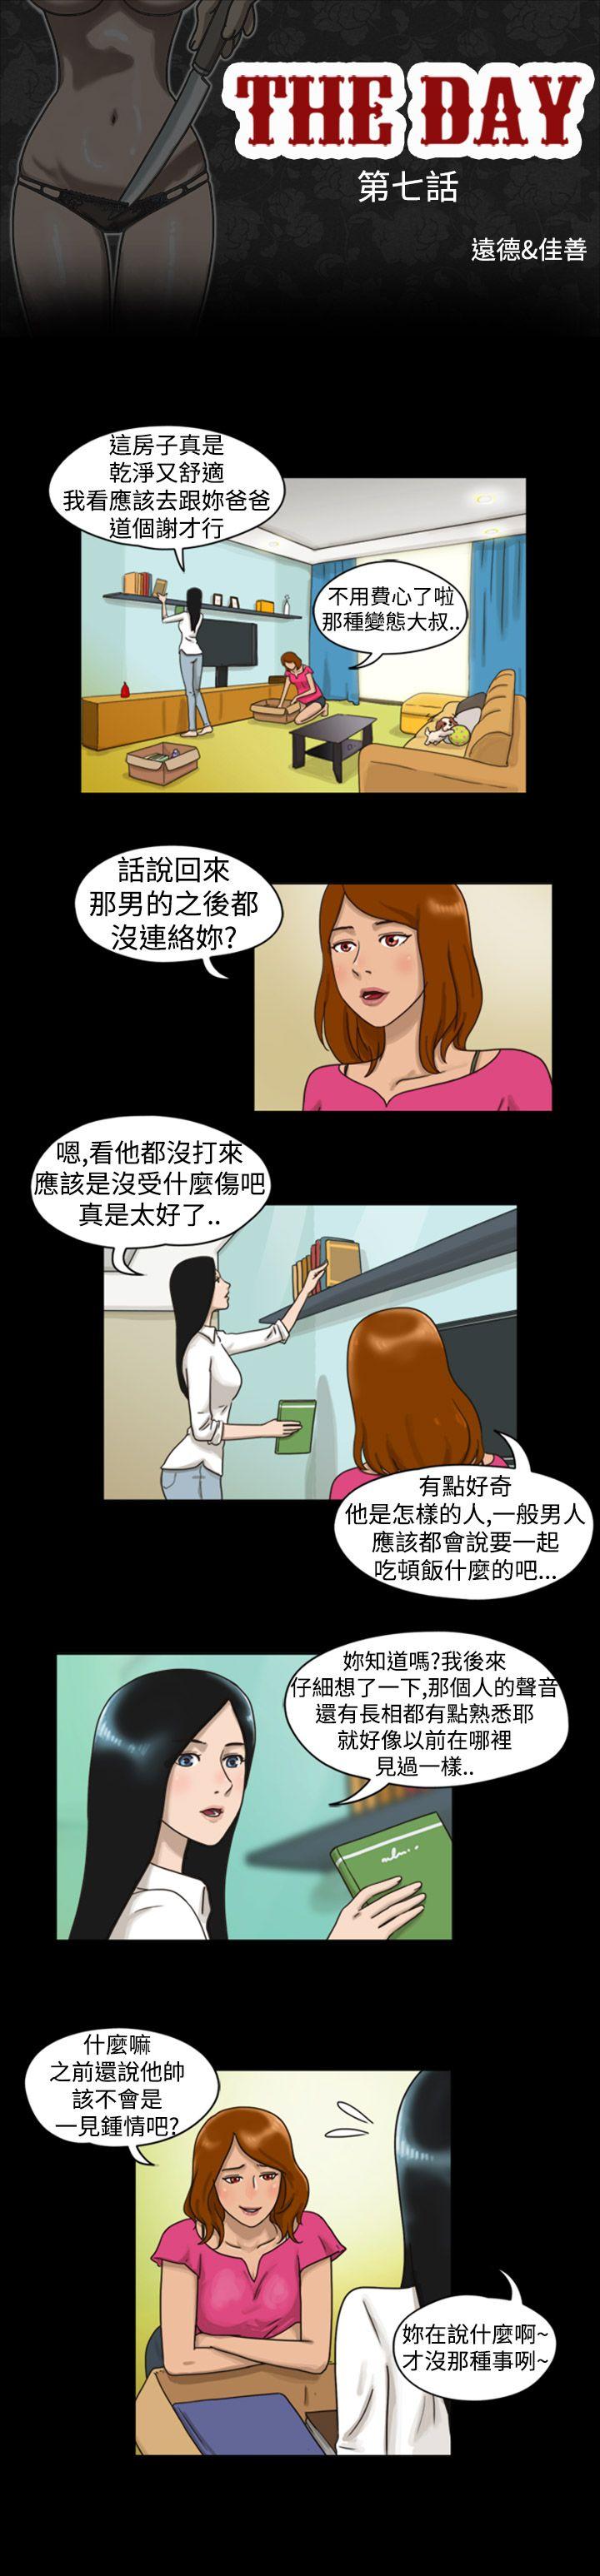 THE DAY
第七話
遠德&佳善
這房子真是
乾淨又舒適
我看應該去跟妳爸爸
道個謝才行
不用費心了啦
那種變態大叔..
話說回來
那男的之後都
沒連絡妳?
嗯,看他都沒打來
應該是沒受什麼傷吧
真是太好了..
有點好奇
他是怎樣的人,一般男人
應該都會說要一起
吃頓飯什麼的吧...
妳知道嗎?我後來
仔細想了一下,那個人的聲音
還有長相都有點熟悉耶
就好像以前在哪裡
見過一樣..
什麼嘛
之前還說他帥
該不會是
一見鍾情吧?
妳在說什麼啊~
才沒那種事咧~